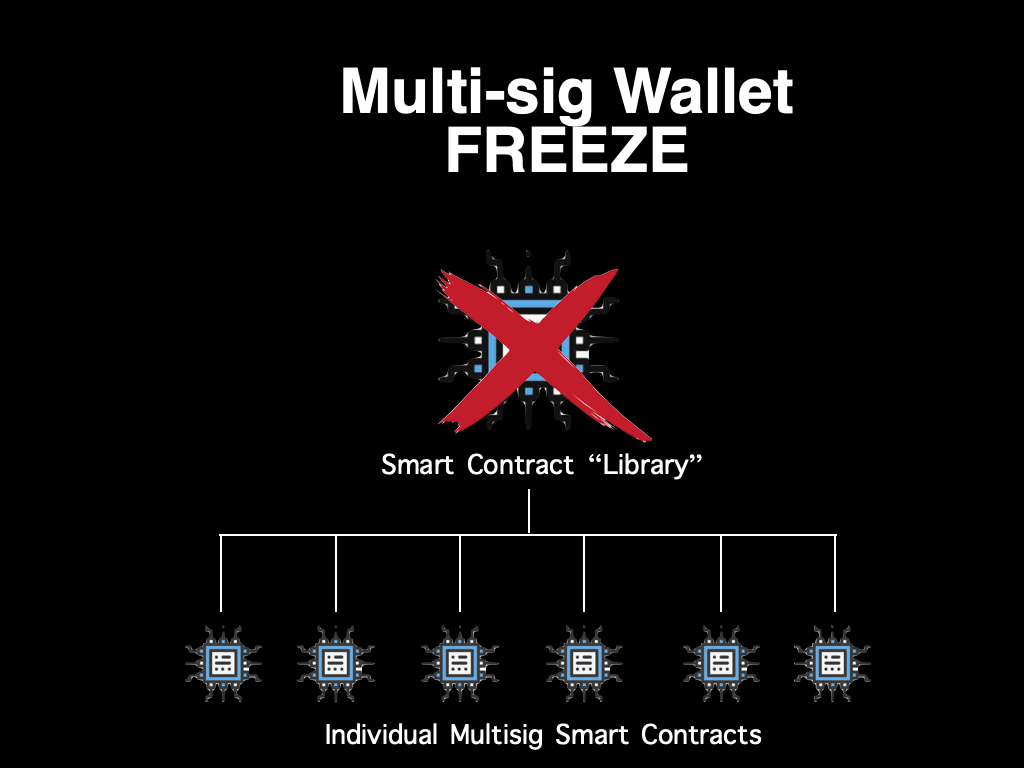 Multi-sig Wallet
FREEZE
Smart Contract “Library”
Individual Multisig Smart Contracts